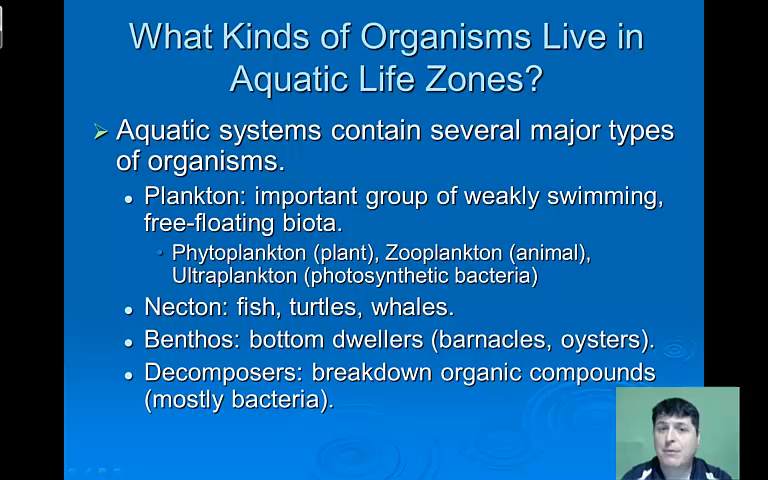 What Kinds of Organisms Live in
Aquatic Life Zones?
Aquatic systems contain several major types
of organisms.
Plankton: important group of weakly swimming,
free-floating biota.
Phytoplankton (plant), Zooplankton (animal),
Ultraplankton (photosynthetic bacteria)
Necton: fish, turtles, whales.
Benthos: bottom dwellers (barnacles, oysters).
Decomposers: breakdown organic compounds
(mostly bacteria).